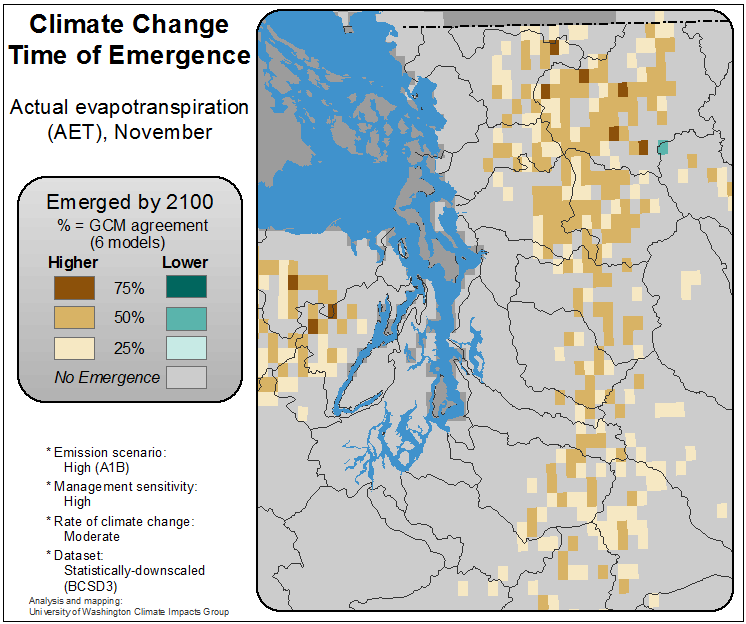 Climate Change
Time of Emergence
Actual evapotranspiration
(AET), November
Emerged by 2100
% = GCM agreement
(6 models)
Higher Lower
75%
50%
25%
No Emergence
* Emission scenario:
High (A1B)
* Management sensitivity:
High
* Rate of climate change:
Moderate
* Dataset:
Statistically-downscaled
(BCSD3)
Analysis and mapping:
University of Washington Climate Impacts Group